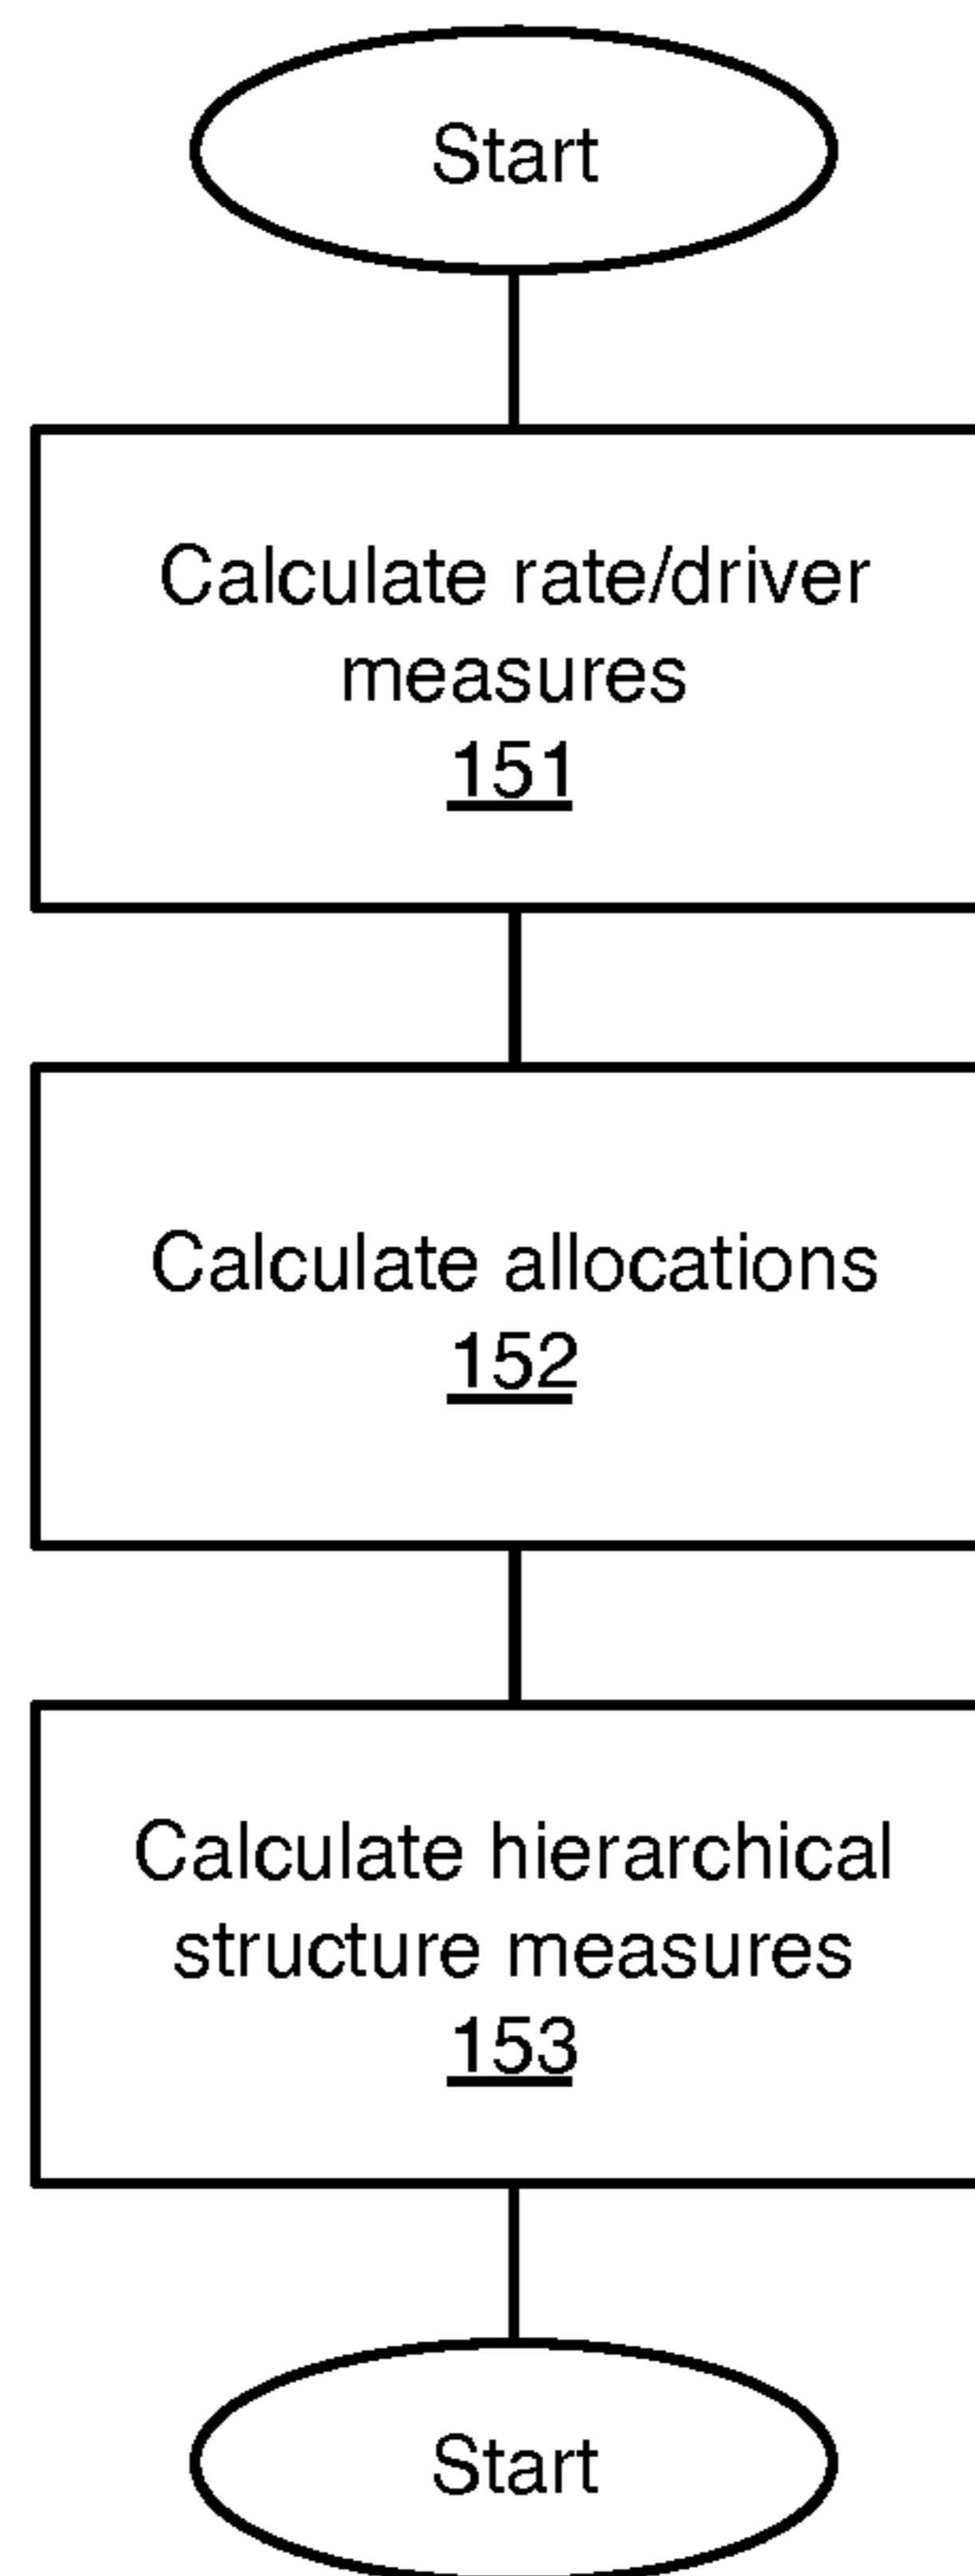 Start
Calculate rate/driver
measures
151
Calculate allocations
152
Calculate hierarchical
structure measures
153
Start